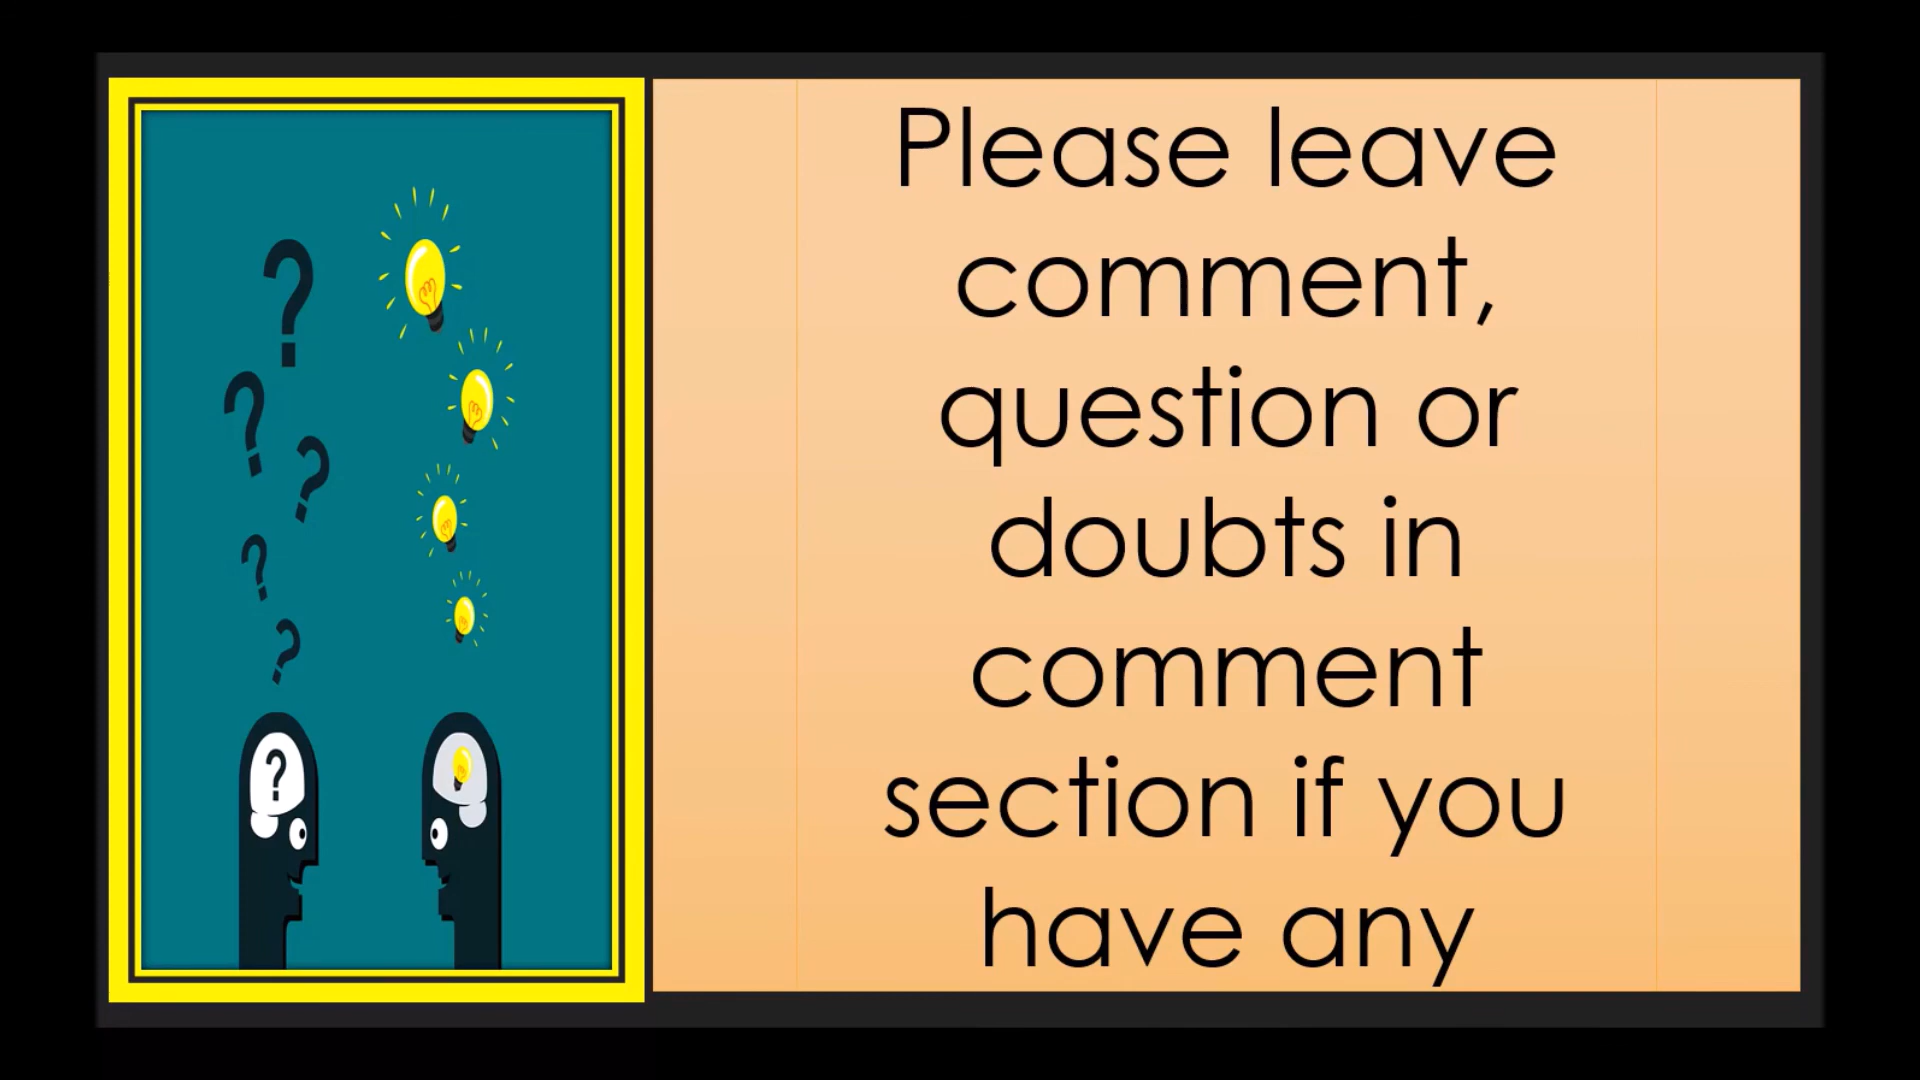 Please leave
comment,
question or
doubts in
comment
section if you
have any